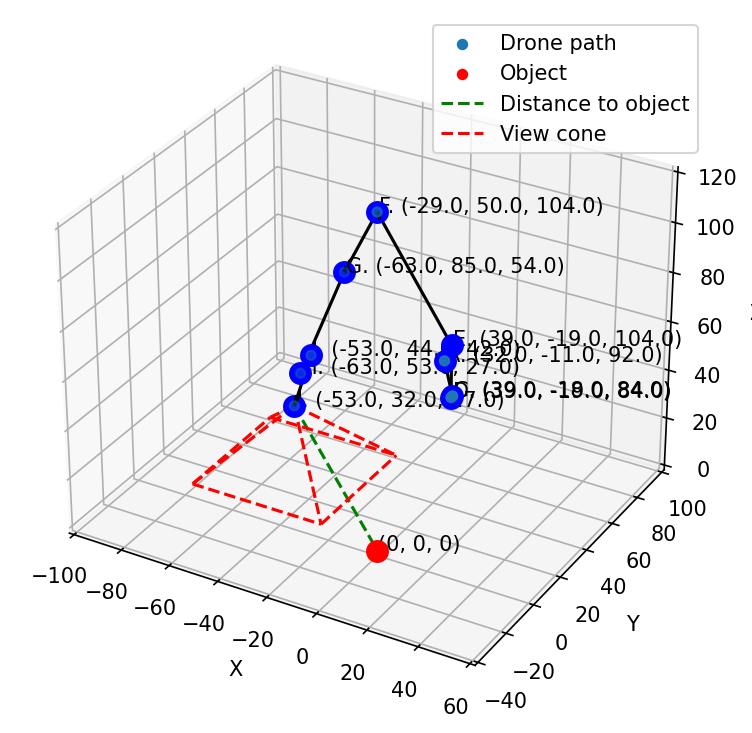 Drone path
Object
Distance to object
View cone
F. (-29.0, 50.0, 104.0)
G. (-63.0, 85.0, 54.0)
E. (39.0, -19.0, 104.0)
-11.0, 92.0)
(-53.0, 44.
(-63.0, 53.
27.0)
(39.0, -19.0, 84.0)
(-53.0, 32.0,
(0, 0, 0)
120
100
80
60
40
20
0
−100
−80
−60
−40
−20
0
20
40
60
X
−40
−20
0
20
40
60
80
100
Y